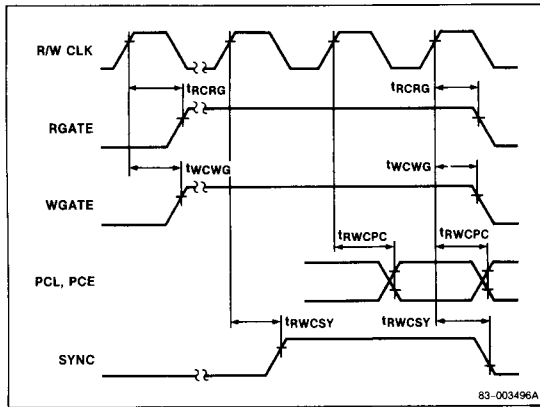 R/W CLK
tRCRG tRCRG
RGATE
tWCWG tWCWG
WGATE
tRWCPC tRWCPC
PCL, PCE
tRWCSY tRWCSY
SYNC
83-003496A